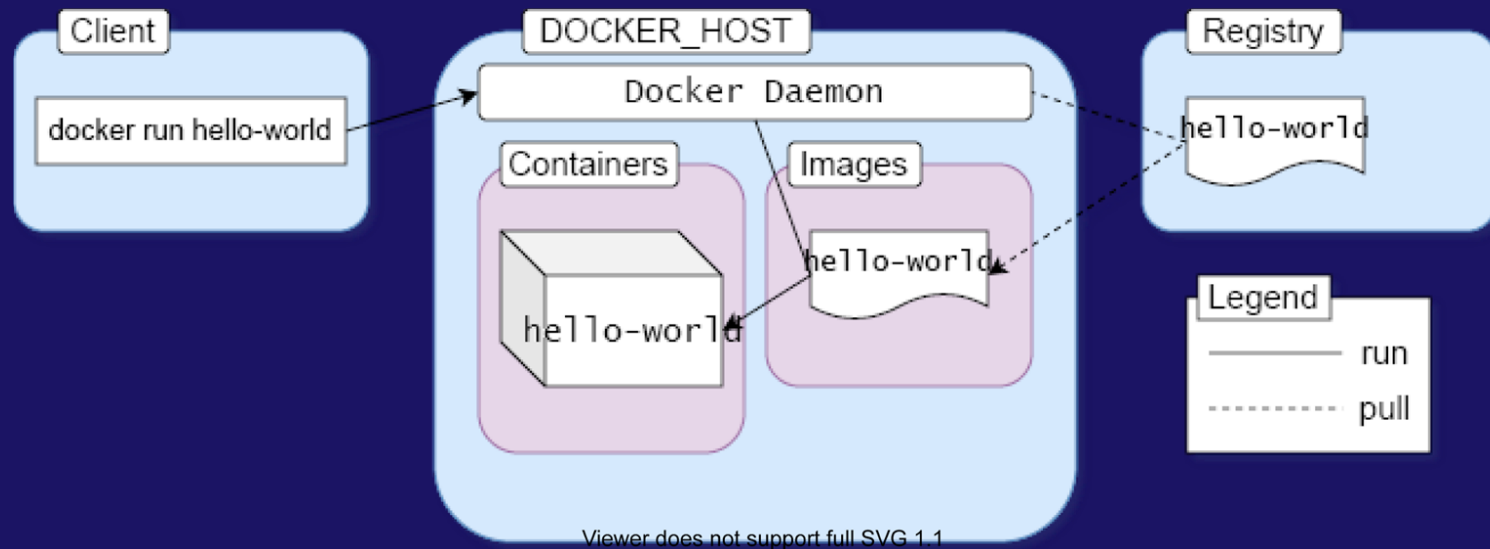 Client
docker run hello-world
DOCKER_HOST
Docker Daemon
Containers
hello-world
Images
hello-world
Registry
hello-world
Legend
run
pull
Viewer does not support full SVG 1.1